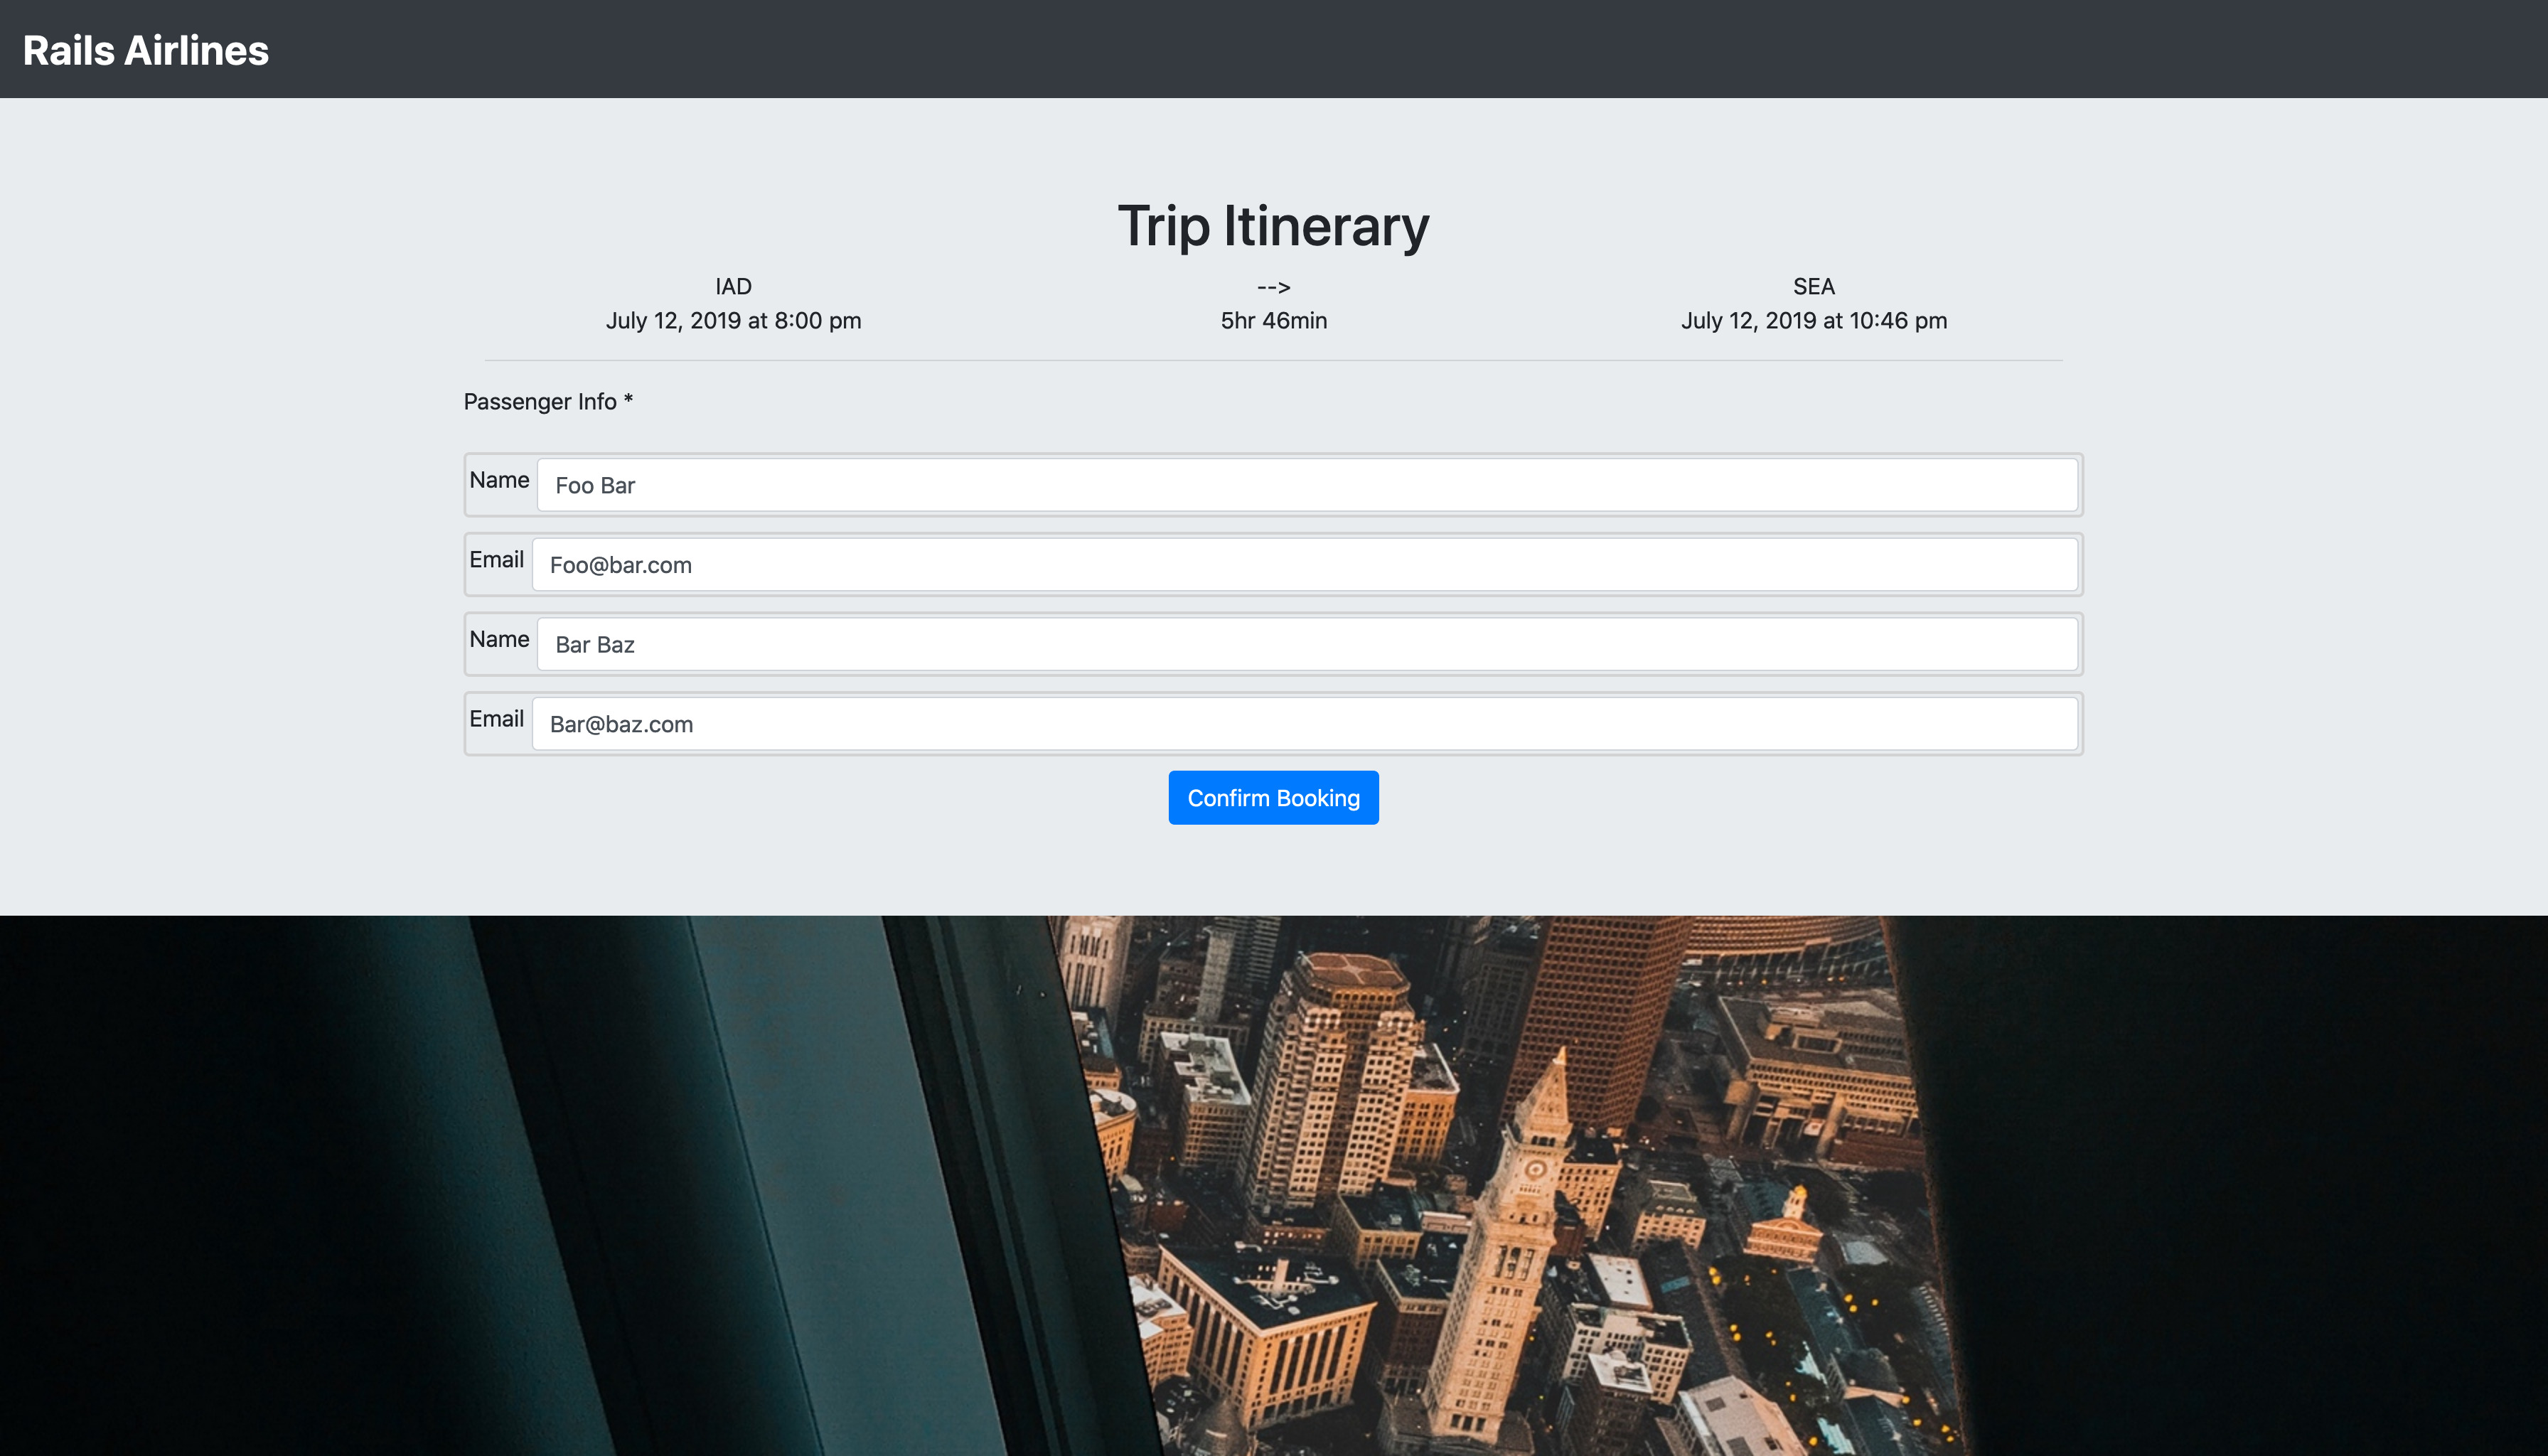 Rails Airlines
Trip Itinerary
IAD --> SEA
July 12, 2019 at 8:00 pm 5hr 46min July 12, 2019 at 10:46 pm
Passenger Info *
Name Foo Bar
Email Foo@bar.com
Name Bar Baz
Email Bar@baz.com
Confirm Booking